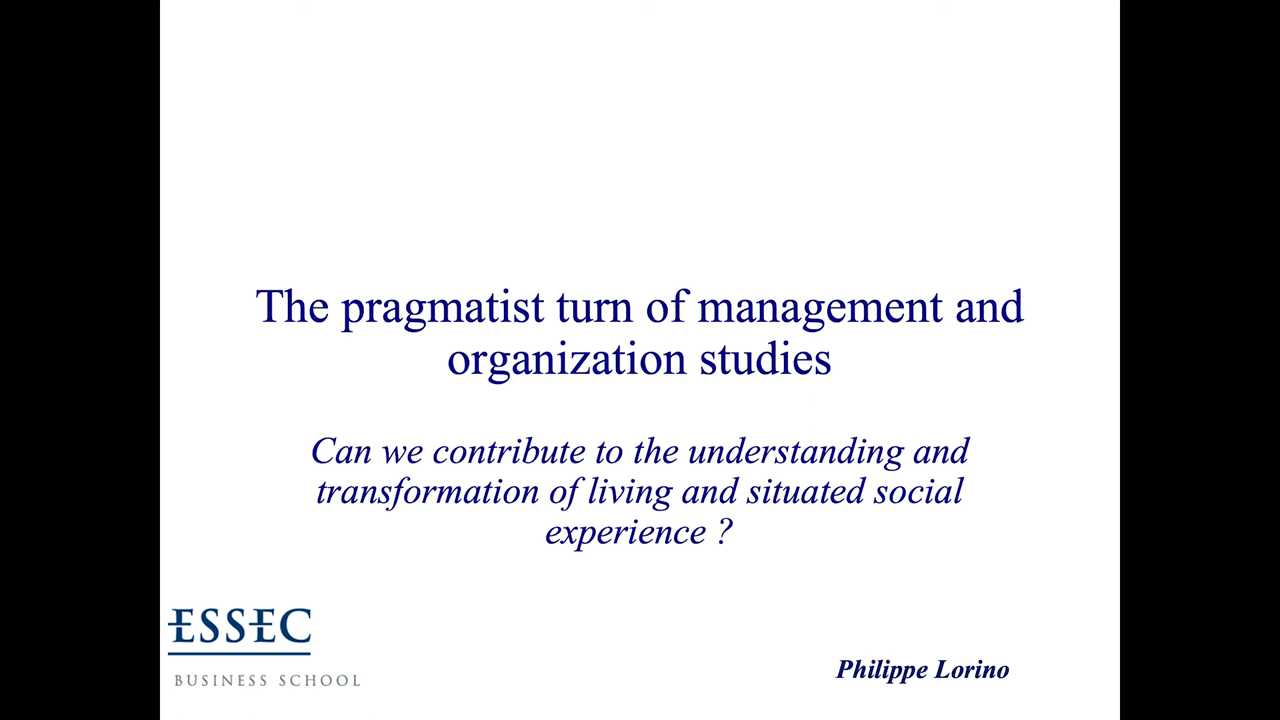 The pragmatist turn of management and
organization studies
Can we contribute to the understanding and
transformation of living and situated social
experience ?
ESSEC
BUSINESS SCHOOL
Philippe Lorino